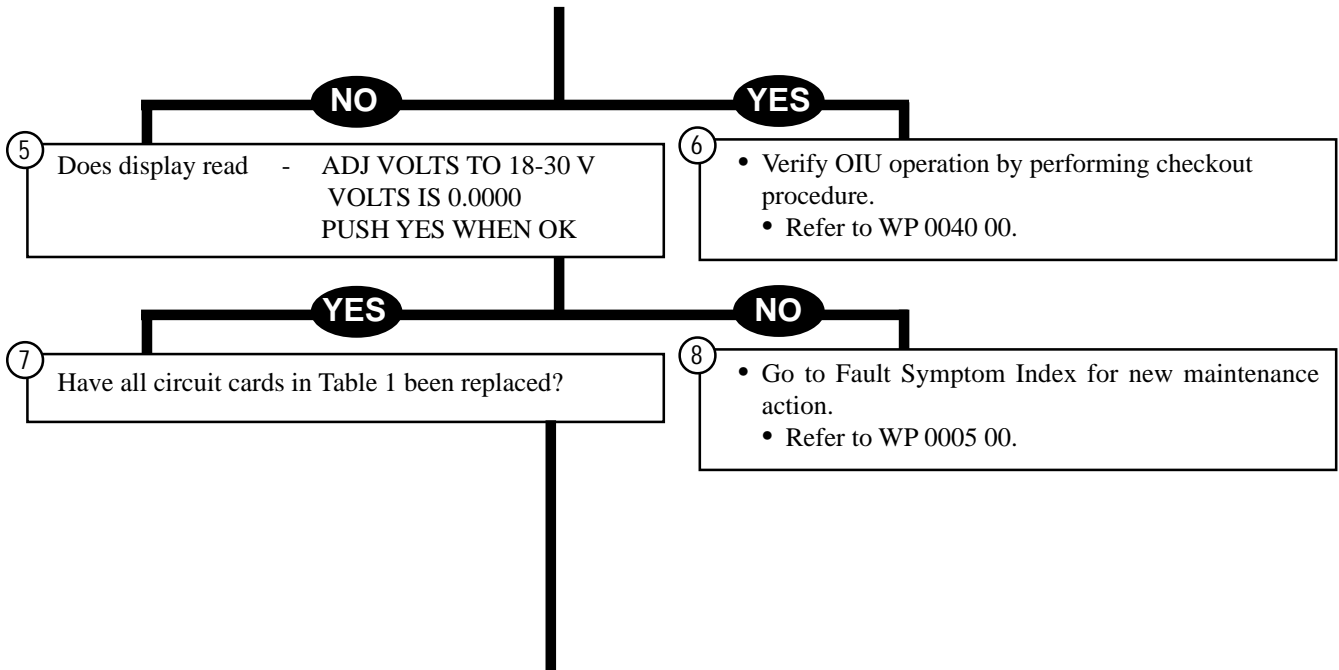 NO
YES
5
Does display read - ADJ VOLTS TO 18-30 V
VOLTS IS 0.0000
PUSH YES WHEN OK
6
• Verify OIU operation by performing checkout
procedure.
• Refer to WP 0040 00.
YES
NO
7
Have all circuit cards in Table 1 been replaced?
8
• Go to Fault Symptom Index for new maintenance
action.
• Refer to WP 0005 00.